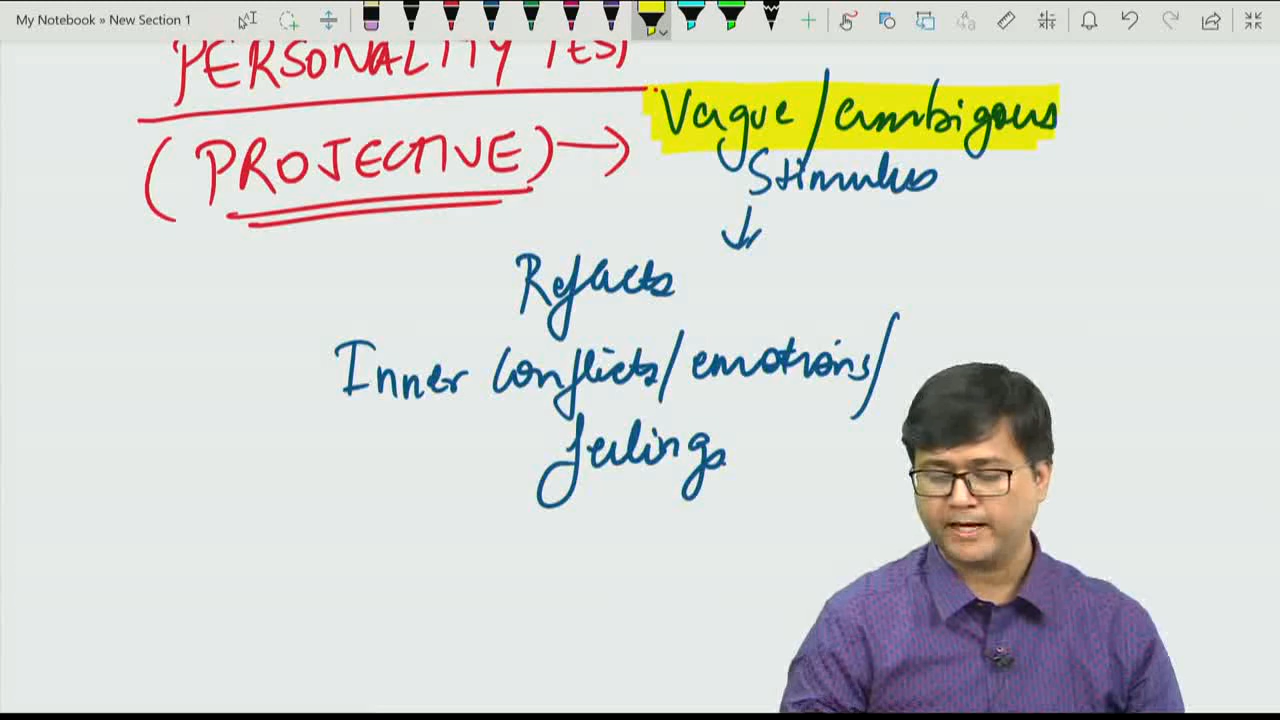 My Notebook » New Section 1
PERSONALITY TEST
(PROJECTIVE) → Vague/ambigous
Stimulus
↓
Reflects
Inner Conflicts/emotions/
feelings